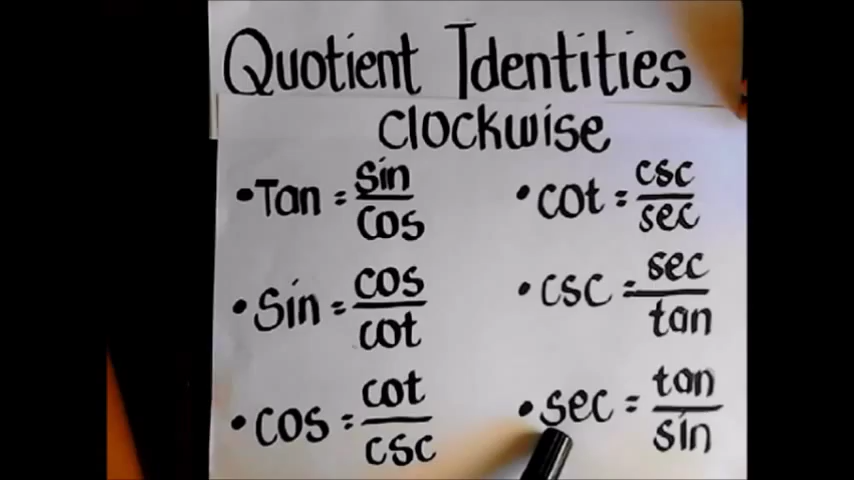 Quotient Identities
clockwise
• Tan = sin/cos
• cot = csc/sec
• Sin = cos/cot
• csc = sec/tan
• cos = cot/csc
• sec = tan/sin